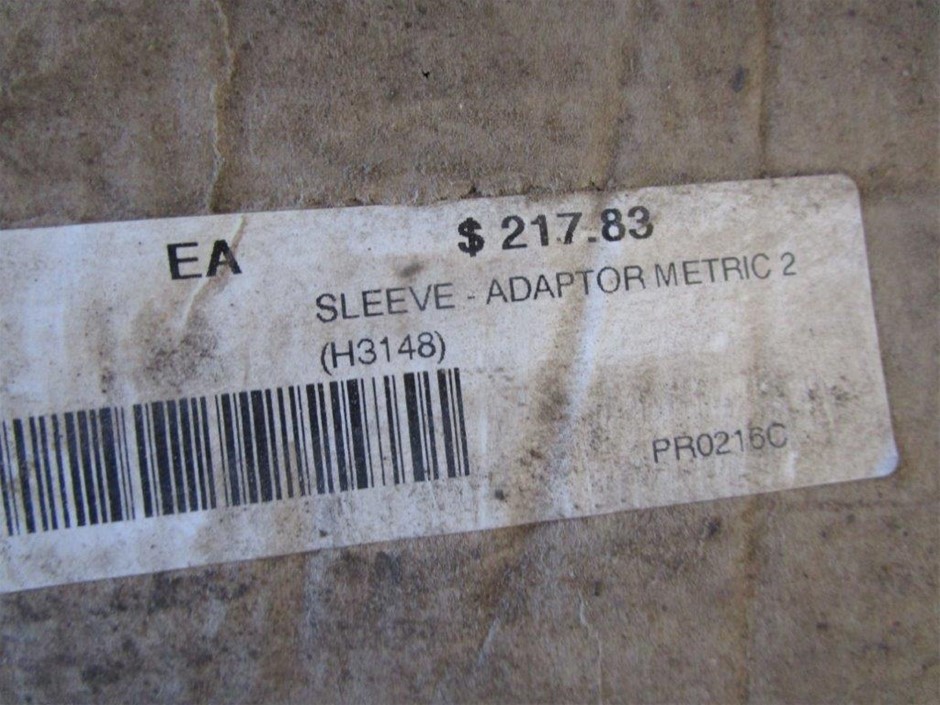 EA $ 217.83
SLEEVE - ADAPTOR METRIC 2
(H3148)
PR0216C